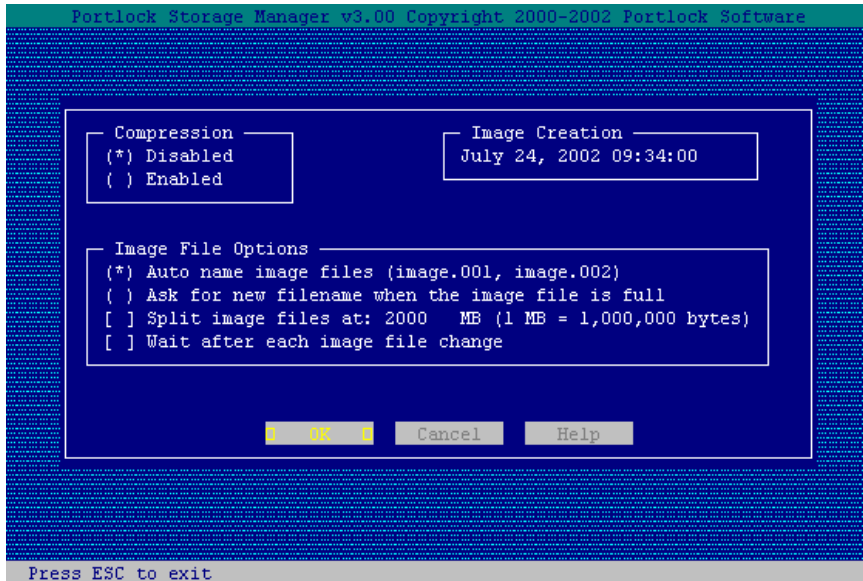 Portlock Storage Manager v3.00 Copyright 2000-2002 Portlock Software
Compression
(*) Disabled
( ) Enabled
Image Creation
July 24, 2002 09:34:00
Image File Options
(*) Auto name image files (image.001, image.002)
( ) Ask for new filename when the image file is full
[ ] Split image files at: 2000 MB (1 MB = 1,000,000 bytes)
[ ] Wait after each image file change
OK Cancel Help
Press ESC to exit